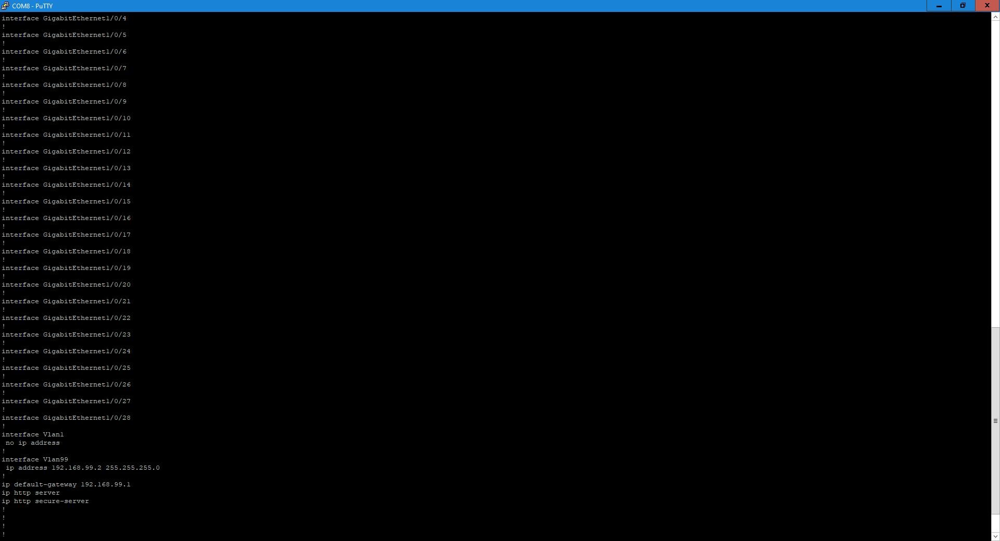 COM8 - PuTTY
interface GigabitEthernet1/0/4
!
interface GigabitEthernet1/0/5
!
interface GigabitEthernet1/0/6
!
interface GigabitEthernet1/0/7
!
interface GigabitEthernet1/0/8
!
interface GigabitEthernet1/0/9
!
interface GigabitEthernet1/0/10
!
interface GigabitEthernet1/0/11
!
interface GigabitEthernet1/0/12
!
interface GigabitEthernet1/0/13
!
interface GigabitEthernet1/0/14
!
interface GigabitEthernet1/0/15
!
interface GigabitEthernet1/0/16
!
interface GigabitEthernet1/0/17
!
interface GigabitEthernet1/0/18
!
interface GigabitEthernet1/0/19
!
interface GigabitEthernet1/0/20
!
interface GigabitEthernet1/0/21
!
interface GigabitEthernet1/0/22
!
interface GigabitEthernet1/0/23
!
interface GigabitEthernet1/0/24
!
interface GigabitEthernet1/0/25
!
interface GigabitEthernet1/0/26
!
interface GigabitEthernet1/0/27
!
interface GigabitEthernet1/0/28
!
interface Vlan1
 no ip address
!
interface Vlan99
 ip address 192.168.99.2 255.255.255.0
!
ip default-gateway 192.168.99.1
ip http server
ip http secure-server
!
!
!
!